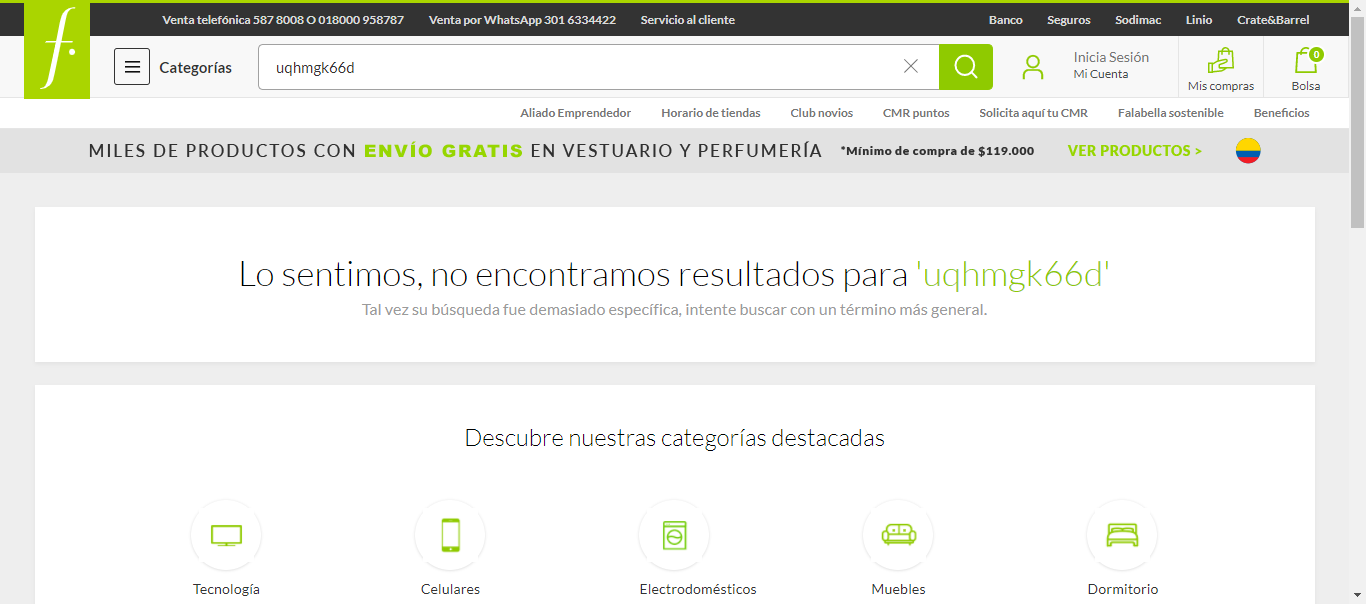 Venta telefónica 587 8008 O 018000 958787 Venta por WhatsApp 301 6334422 Servicio al cliente Banco Seguros Sodimac Linio Crate&Barrel
f.
Categorías uqhmgk66d Inicia Sesión
Mi Cuenta
Mis compras
0
Bolsa
Aliado Emprendedor Horario de tiendas Club novios CMR puntos Solicita aquí tu CMR Falabella sostenible Beneficios
MILES DE PRODUCTOS CON ENVÍO GRATIS EN VESTUARIO Y PERFUMERÍA *Mínimo de compra de $119.000 VER PRODUCTOS >
Lo sentimos, no encontramos resultados para 'uqhmgk66d'
Tal vez su búsqueda fue demasiado específica, intente buscar con un término más general.
Descubre nuestras categorías destacadas
Tecnología Celulares Electrodomésticos Muebles Dormitorio